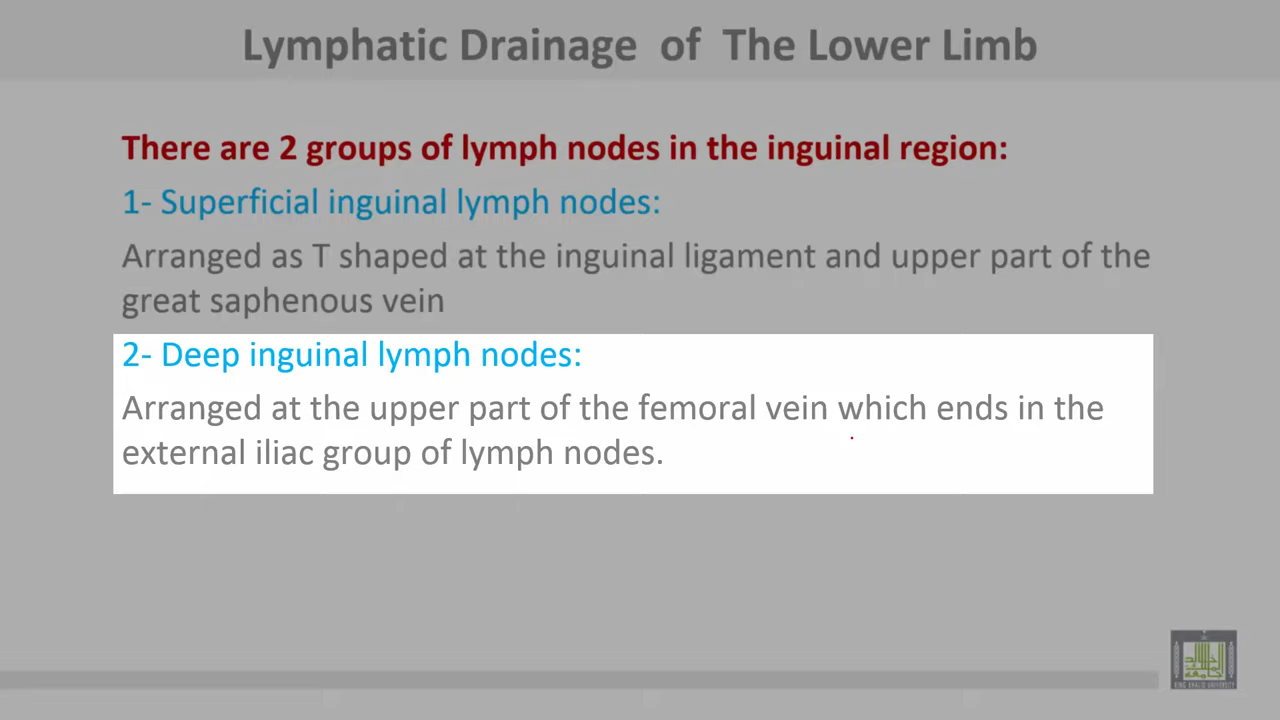 Lymphatic Drainage of The Lower Limb
There are 2 groups of lymph nodes in the inguinal region:
1- Superficial inguinal lymph nodes:
Arranged as T shaped at the inguinal ligament and upper part of the
great saphenous vein
2- Deep inguinal lymph nodes:
Arranged at the upper part of the femoral vein which ends in the
external iliac group of lymph nodes.
KING KHALID UNIVERSITY